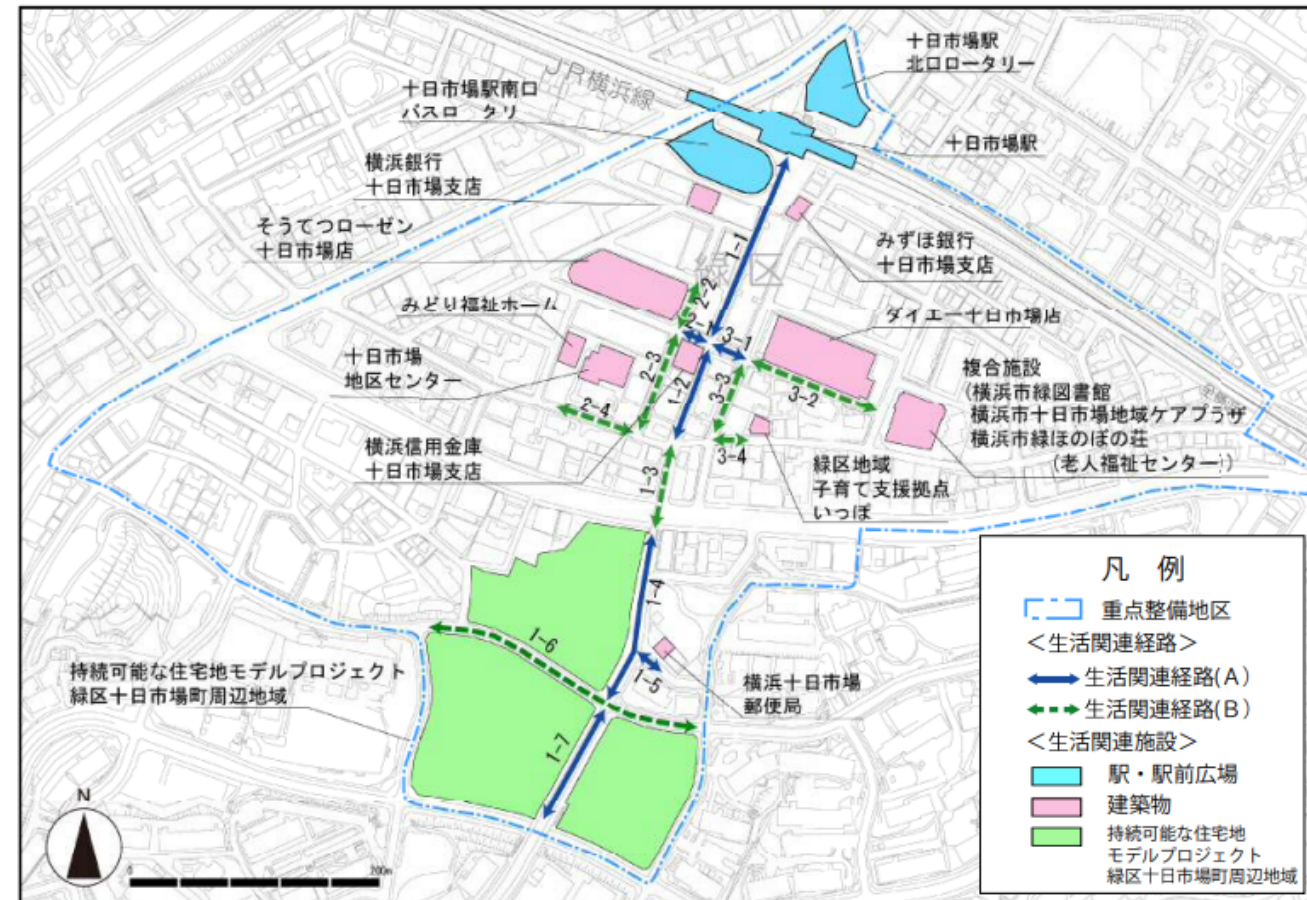 十日市場駅
北口ロータリー
JR横浜線
十日市場駅南口
バスロータリ
十日市場駅
横浜銀行
十日市場支店
そうてつローゼン
十日市場店
みずほ銀行
十日市場支店
緑区
1-1
2-2
みどり福祉ホーム
ダイエー十日市場店
2-1
3-1
十日市場
地区センター
2-3
1-2
3-3
3-2
複合施設
(横浜市緑図書館
横浜市十日市場地域ケアプラザ
横浜市緑ほのぼの荘
(老人福祉センター))
2-4
横浜信用金庫
十日市場支店
3-4
1-3
緑区地域
子育て支援拠点
いっぽ
1-4
1-6
1-5
横浜十日市場
郵便局
持続可能な住宅地モデルプロジェクト
緑区十日市場町周辺地域
1-7
N
0
200m
凡 例
重点整備地区
<生活関連経路>
生活関連経路(A)
生活関連経路(B)
<生活関連施設>
駅・駅前広場
建築物
持続可能な住宅地
モデルプロジェクト
緑区十日市場町周辺地域